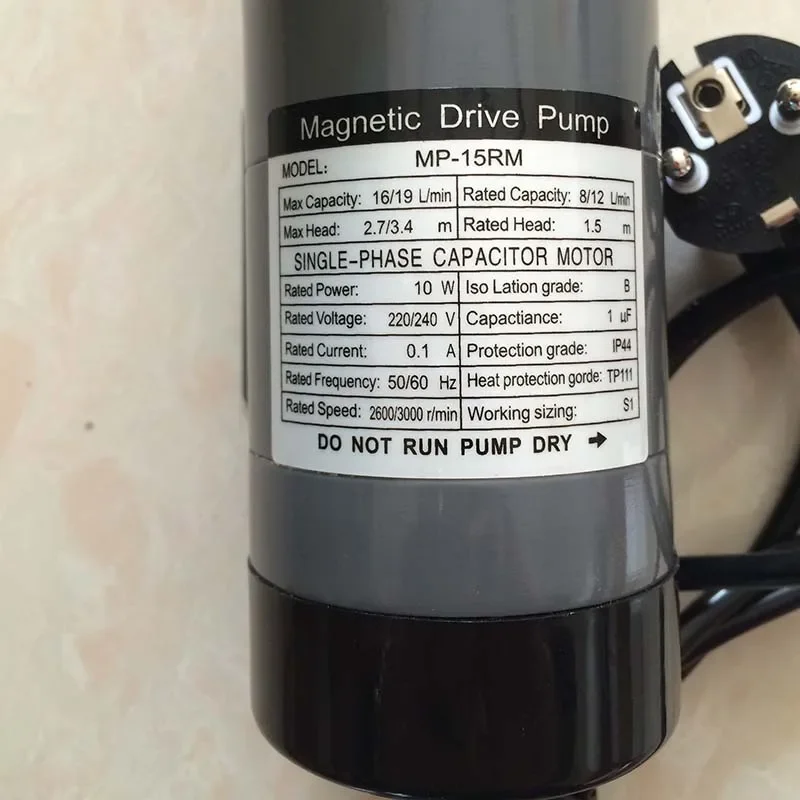 Magnetic Drive Pump
MODEL: MP-15RM
Max Capacity: 16/19 L/min Rated Capacity: 8/12 L/min
Max Head: 2.7/3.4 m Rated Head: 1.5 m
SINGLE-PHASE CAPACITOR MOTOR
Rated Power: 10 W Iso Lation grade: B
Rated Voltage: 220/240 V Capactiance: 1 μF
Rated Current: 0.1 A Protection grade: IP44
Rated Frequency: 50/60 Hz Heat protection gorde: TP111
Rated Speed: 2600/3000 r/min Working sizing: S1
DO NOT RUN PUMP DRY →